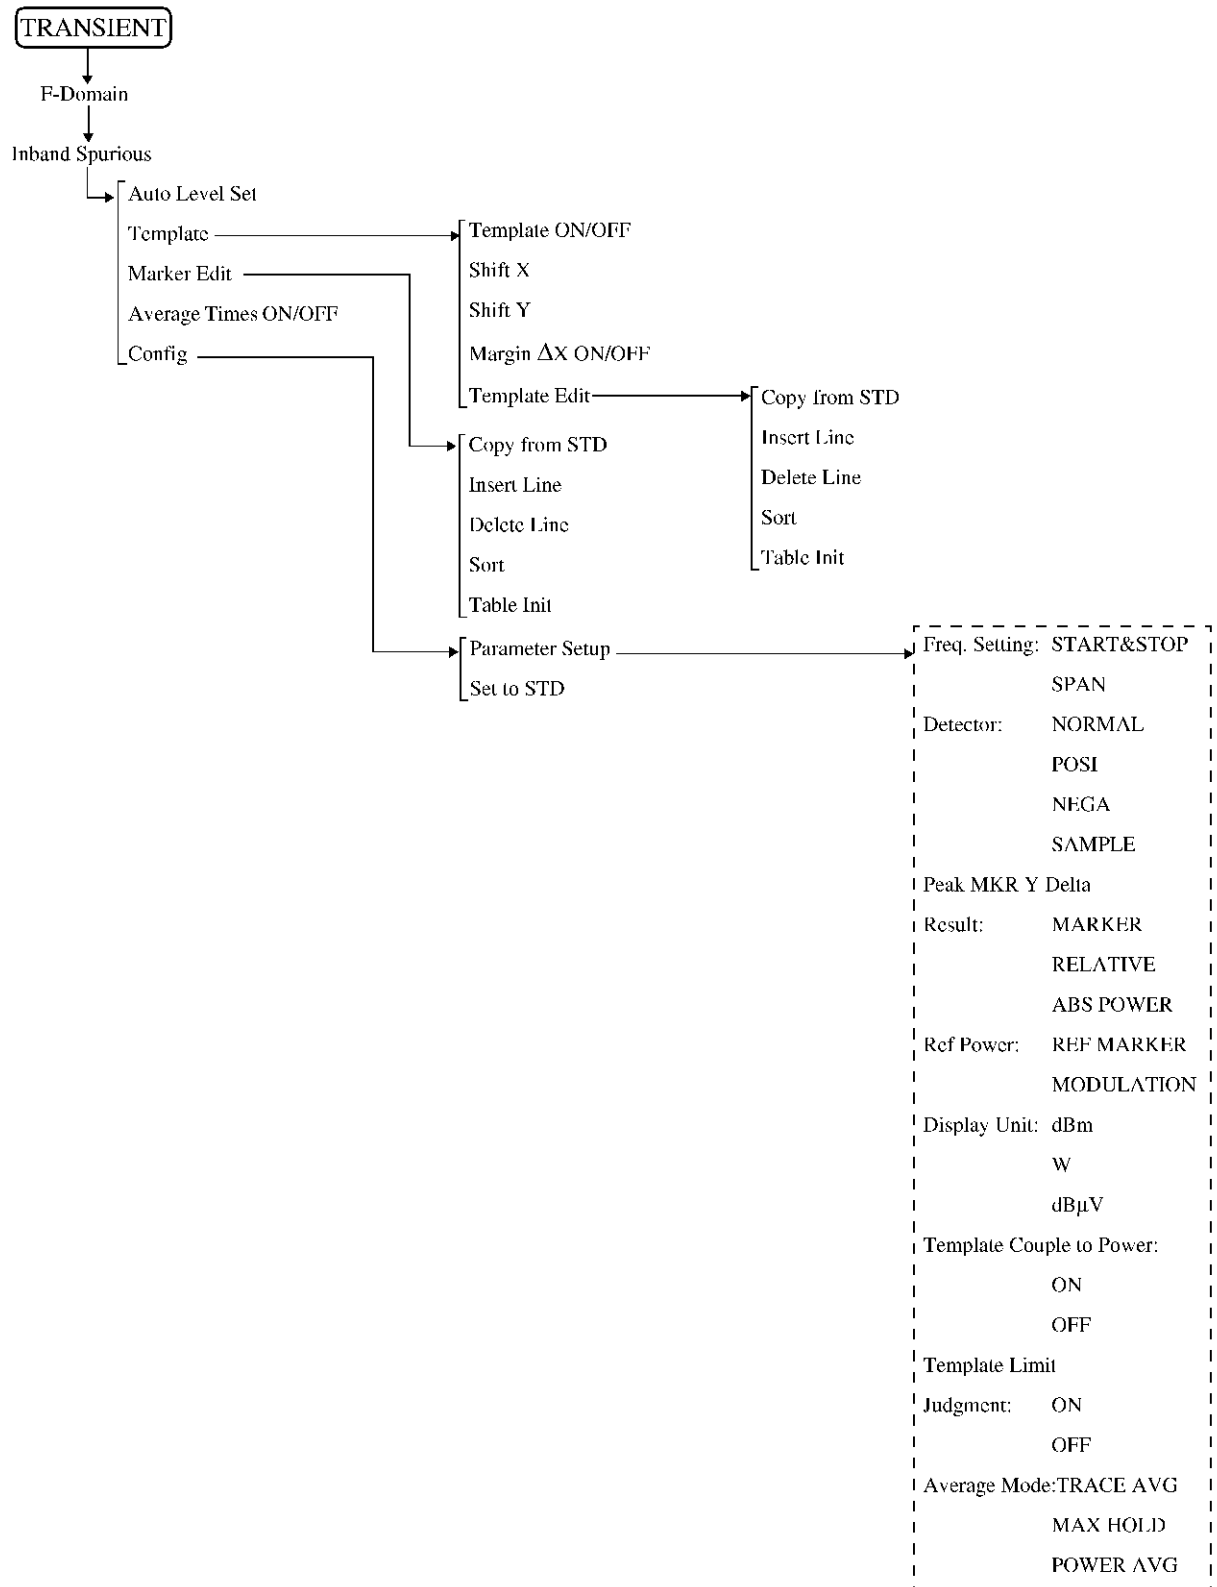 TRANSIENT
F-Domain
Inband Spurious
Auto Level Set
Template
Marker Edit
Average Times ON/OFF
Config
Template ON/OFF
Shift X
Shift Y
Margin ΔX ON/OFF
Template Edit
Copy from STD
Insert Line
Delete Line
Sort
Table Init
Copy from STD
Insert Line
Delete Line
Sort
Table Init
Parameter Setup
Set to STD
Freq. Setting: START&STOP
SPAN
Detector: NORMAL
POSI
NEGA
SAMPLE
Peak MKR Y Delta
Result: MARKER
RELATIVE
ABS POWER
Ref Power: REF MARKER
MODULATION
Display Unit: dBm
W
dBμV
Template Couple to Power:
ON
OFF
Template Limit
Judgment: ON
OFF
Average Mode:TRACE AVG
MAX HOLD
POWER AVG